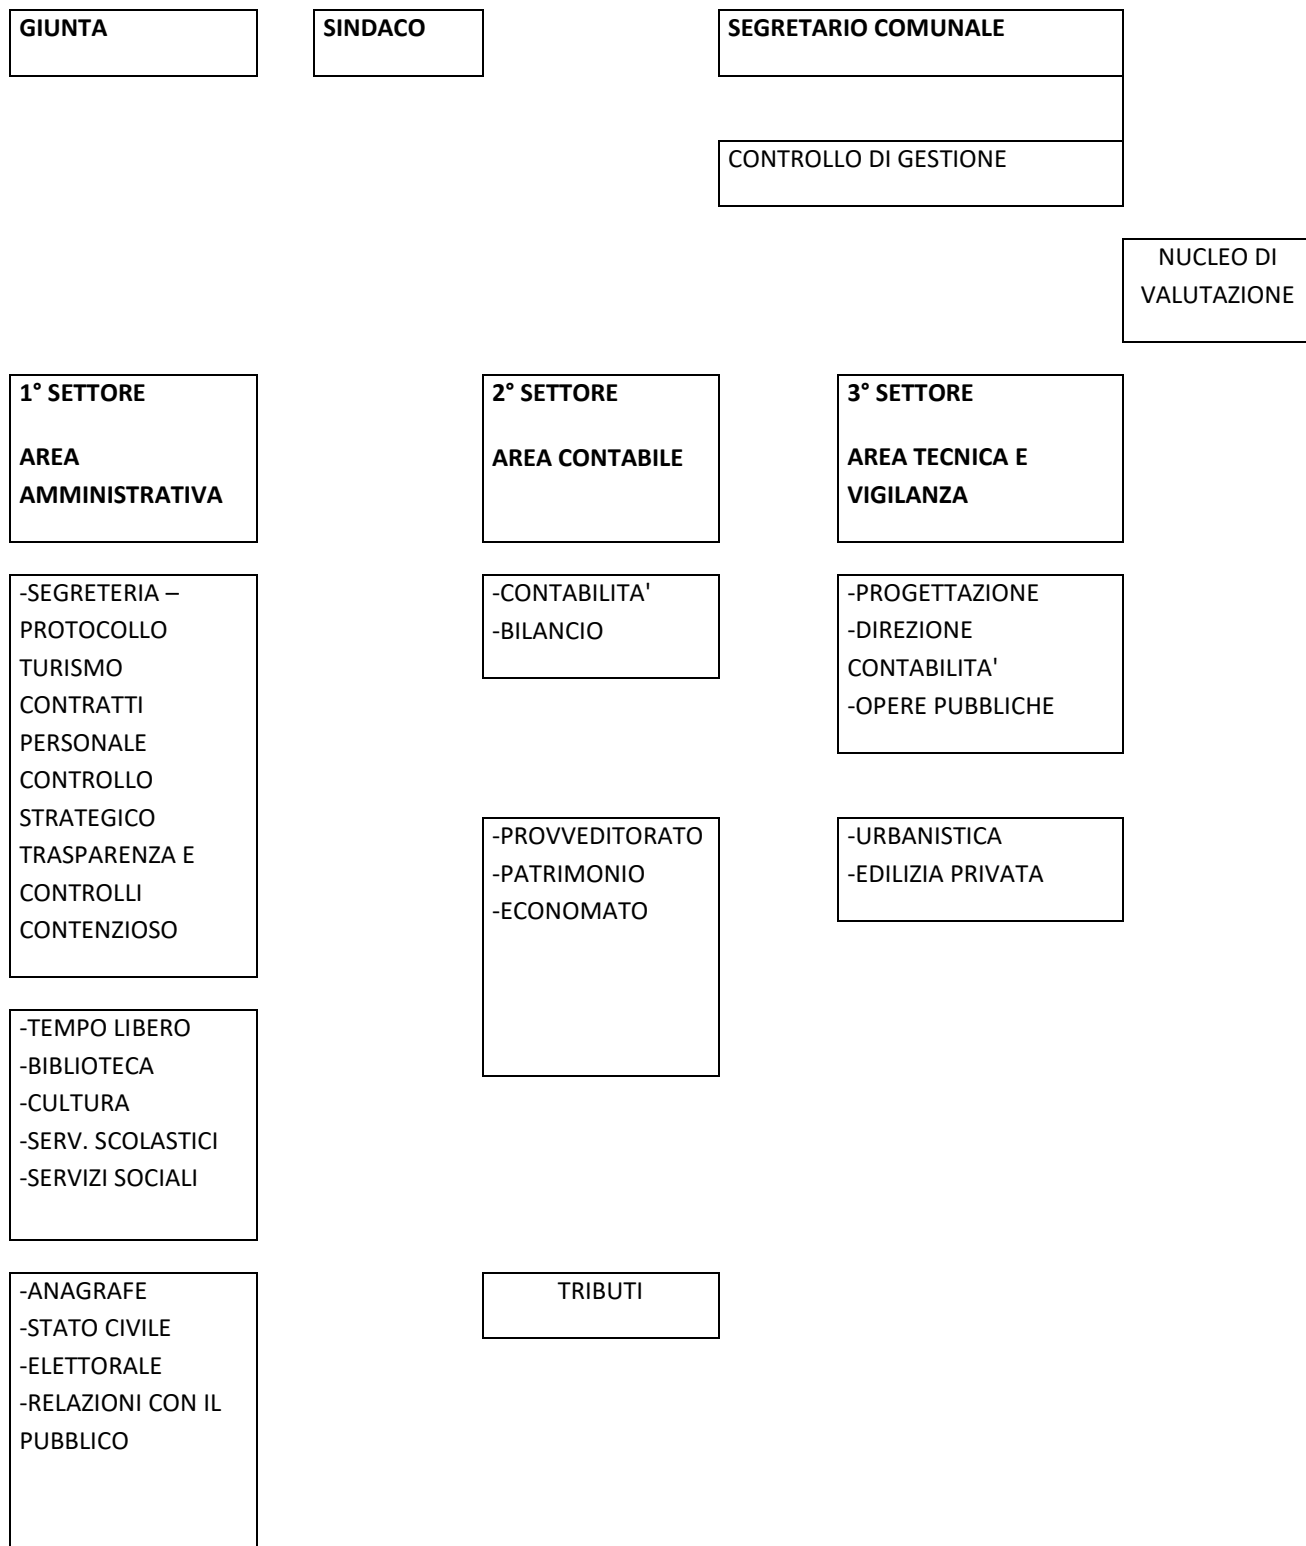 GIUNTA
SINDACO
SEGRETARIO COMUNALE
CONTROLLO DI GESTIONE
NUCLEO DI
VALUTAZIONE
1° SETTORE
AREA
AMMINISTRATIVA
2° SETTORE
AREA CONTABILE
3° SETTORE
AREA TECNICA E
VIGILANZA
-SEGRETERIA –
PROTOCOLLO
TURISMO
CONTRATTI
PERSONALE
CONTROLLO
STRATEGICO
TRASPARENZA E
CONTROLLI
CONTENZIOSO
-CONTABILITA'
-BILANCIO
-PROGETTAZIONE
-DIREZIONE
CONTABILITA'
-OPERE PUBBLICHE
-PROVVEDITORATO
-PATRIMONIO
-ECONOMATO
-URBANISTICA
-EDILIZIA PRIVATA
-TEMPO LIBERO
-BIBLIOTECA
-CULTURA
-SERV. SCOLASTICI
-SERVIZI SOCIALI
-ANAGRAFE
-STATO CIVILE
-ELETTORALE
-RELAZIONI CON IL
PUBBLICO
TRIBUTI